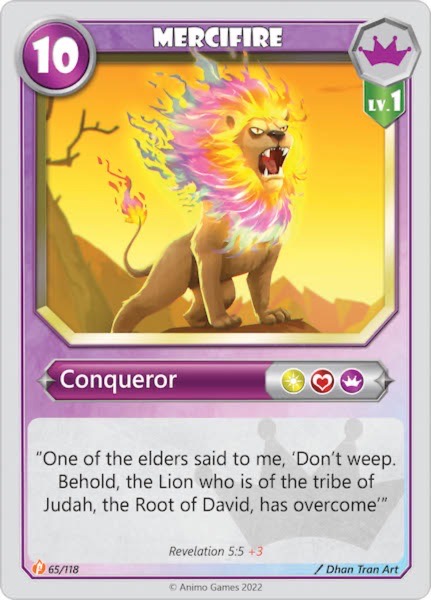 10
MERCIFIRE
LV.1
Conqueror
“One of the elders said to me, ‘Don’t weep.
Behold, the Lion who is of the tribe of
Judah, the Root of David, has overcome’”
Revelation 5:5 +3
65/118
/ Dhan Tran Art
© Animo Games 2022